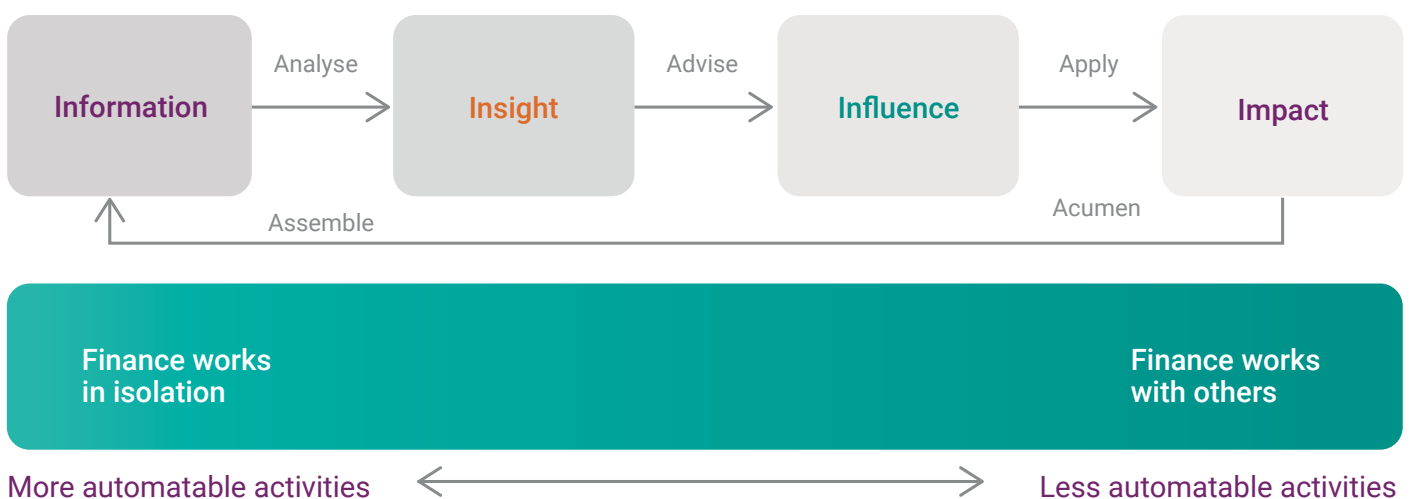 Analyse
Advise
Apply
Information
Insight
Influence
Impact
Assemble
Acumen
Finance works
in isolation
Finance works
with others
More automatable activities
Less automatable activities